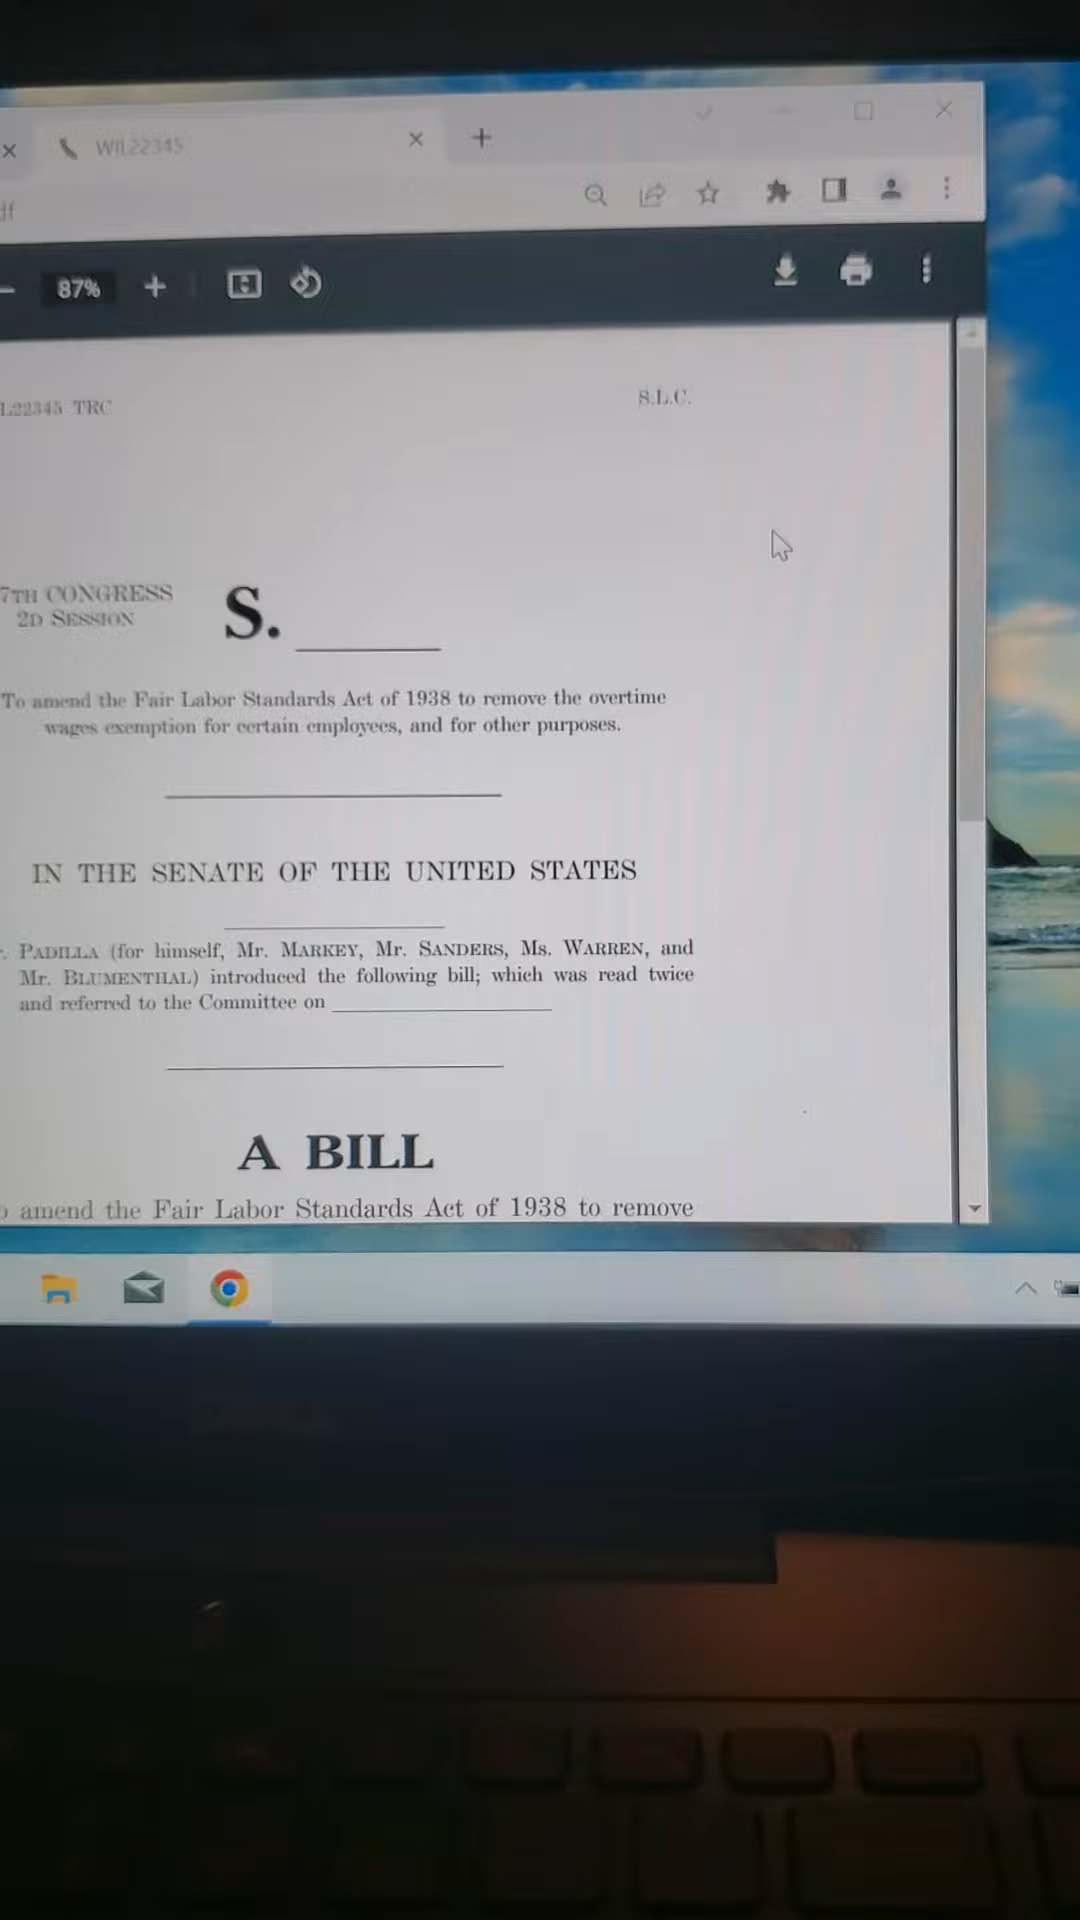 WIL22345
df
87%
L22345 TRC
S.L.C.
7TH CONGRESS
2D SESSION
S.
To amend the Fair Labor Standards Act of 1938 to remove the overtime
wages exemption for certain employees, and for other purposes.
IN THE SENATE OF THE UNITED STATES
. PADILLA (for himself, Mr. MARKEY, Mr. SANDERS, Ms. WARREN, and
Mr. BLUMENTHAL) introduced the following bill; which was read twice
and referred to the Committee on
A BILL
amend the Fair Labor Standards Act of 1938 to remove